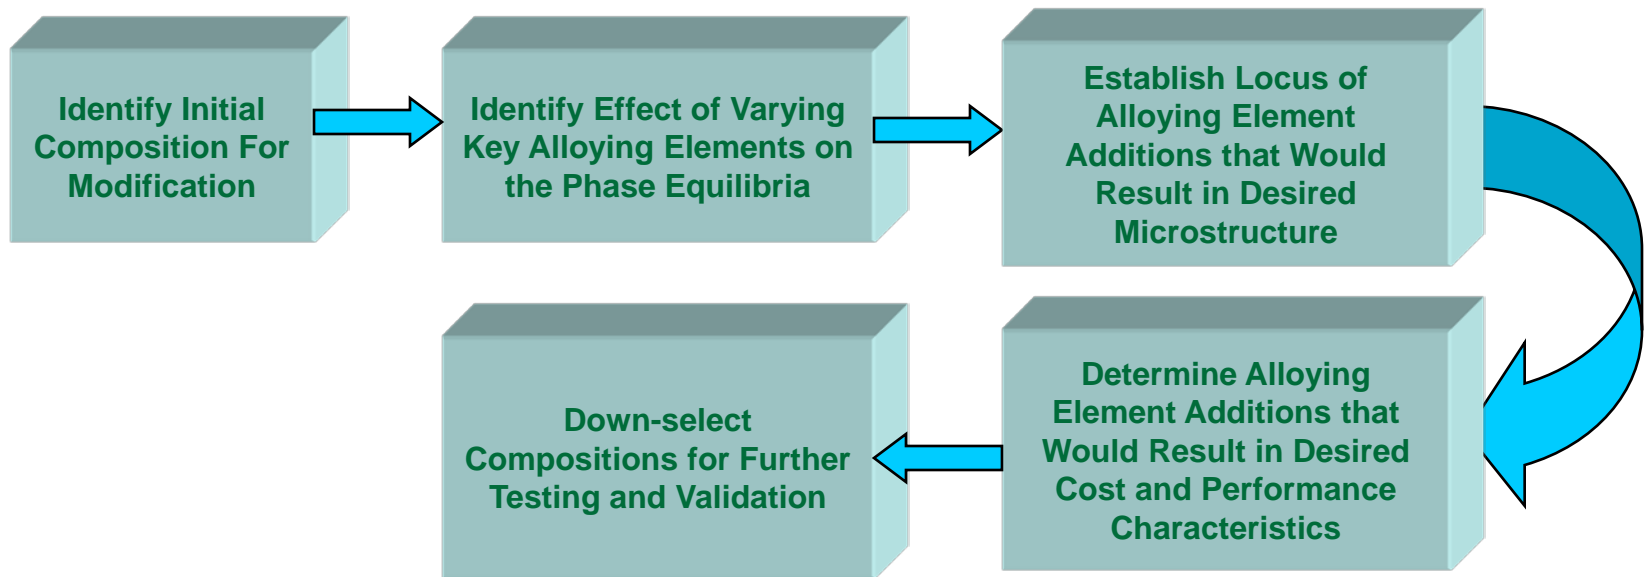 Identify Initial
Composition For
Modification
Identify Effect of Varying
Key Alloying Elements on
the Phase Equilibria
Establish Locus of
Alloying Element
Additions that Would
Result in Desired
Microstructure
Determine Alloying
Element Additions that
Would Result in Desired
Cost and Performance
Characteristics
Down-select
Compositions for Further
Testing and Validation